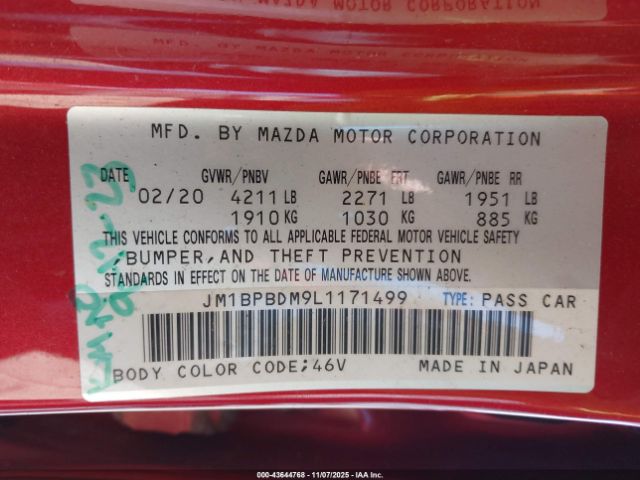 MFD. BY MAZDA MOTOR CORPORATION
DATE GVWR/PNBV GAWR/PNBE FRT GAWR/PNBE RR
02/20 4211 LB 2271 LB 1951 LB
1910 KG 1030 KG 885 KG
THIS VEHICLE CONFORMS TO ALL APPLICABLE FEDERAL MOTOR VEHICLE SAFETY
,BUMPER,AND THEFT PREVENTION
STANDARDS IN EFFECT ON THE DATE OF MANUFACTURE SHOWN ABOVE.
JM1BPBDM9L1171499 TYPE: PASS CAR
BODY COLOR CODE;46V MADE IN JAPAN
000-43644768 - 11/07/2025 - IAA Inc.